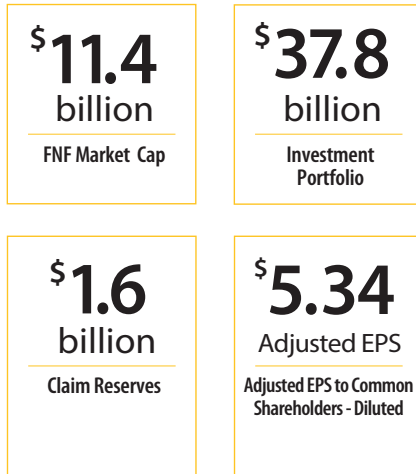 $11.4
billion
FNF Market Cap
$37.8
billion
Investment
Portfolio
$1.6
billion
Claim Reserves
$5.34
Adjusted EPS
Adjusted EPS to Common
Shareholders - Diluted